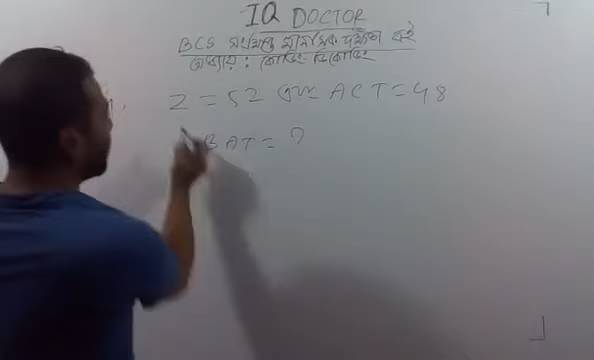 IQ DOCTOR
BCS সংক্রান্ত মানসিক দক্ষতা বই
অধ্যায় : কোডিং-ডিকোডিং
Z = 52 এবং ACT = 48
BAT = ?